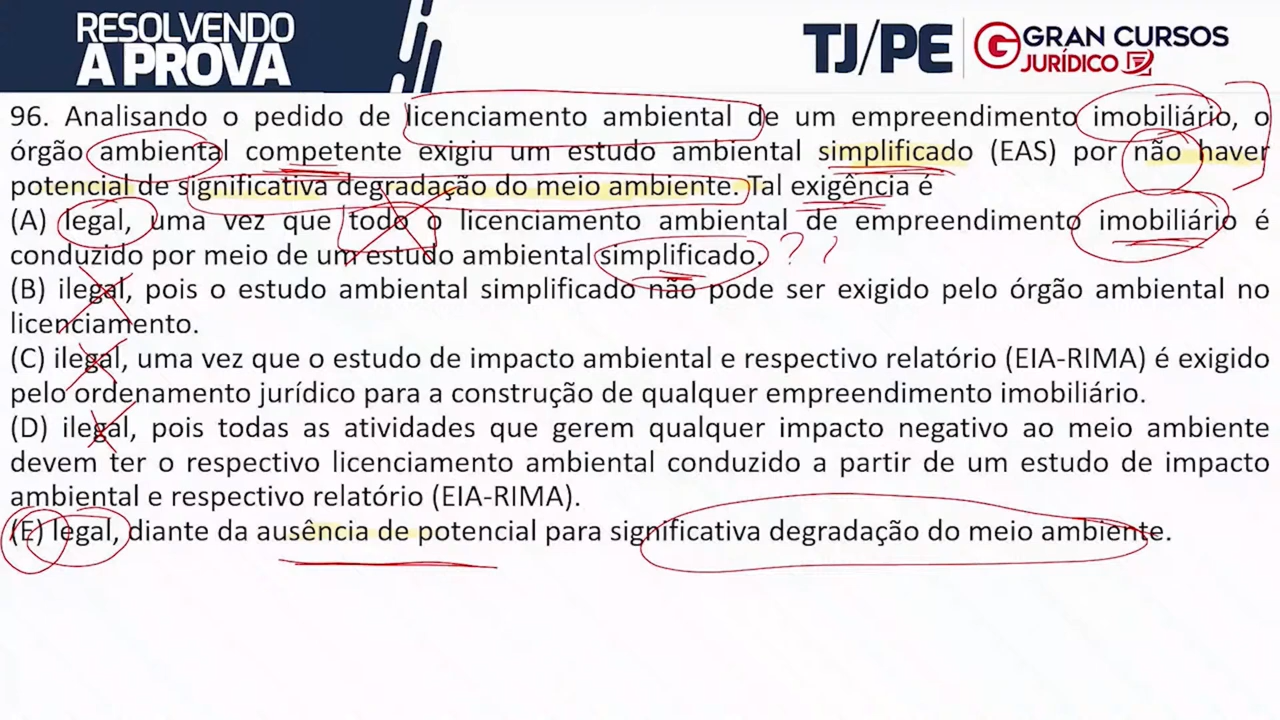 RESOLVENDO
A PROVA
TJ/PE
GRAN CURSOS
JURÍDICO
96. Analisando o pedido de licenciamento ambiental de um empreendimento imobiliário, o
órgão ambiental competente exigiu um estudo ambiental simplificado (EAS) por não haver
potencial de significativa degradação do meio ambiente. Tal exigência é
(A) legal, uma vez que todo o licenciamento ambiental de empreendimento imobiliário é
conduzido por meio de um estudo ambiental simplificado. ? ?
(B) ilegal, pois o estudo ambiental simplificado não pode ser exigido pelo órgão ambiental no
licenciamento.
(C) ilegal, uma vez que o estudo de impacto ambiental e respectivo relatório (EIA-RIMA) é exigido
pelo ordenamento jurídico para a construção de qualquer empreendimento imobiliário.
(D) ilegal, pois todas as atividades que gerem qualquer impacto negativo ao meio ambiente
devem ter o respectivo licenciamento ambiental conduzido a partir de um estudo de impacto
ambiental e respectivo relatório (EIA-RIMA).
(E) legal, diante da ausência de potencial para significativa degradação do meio ambiente.